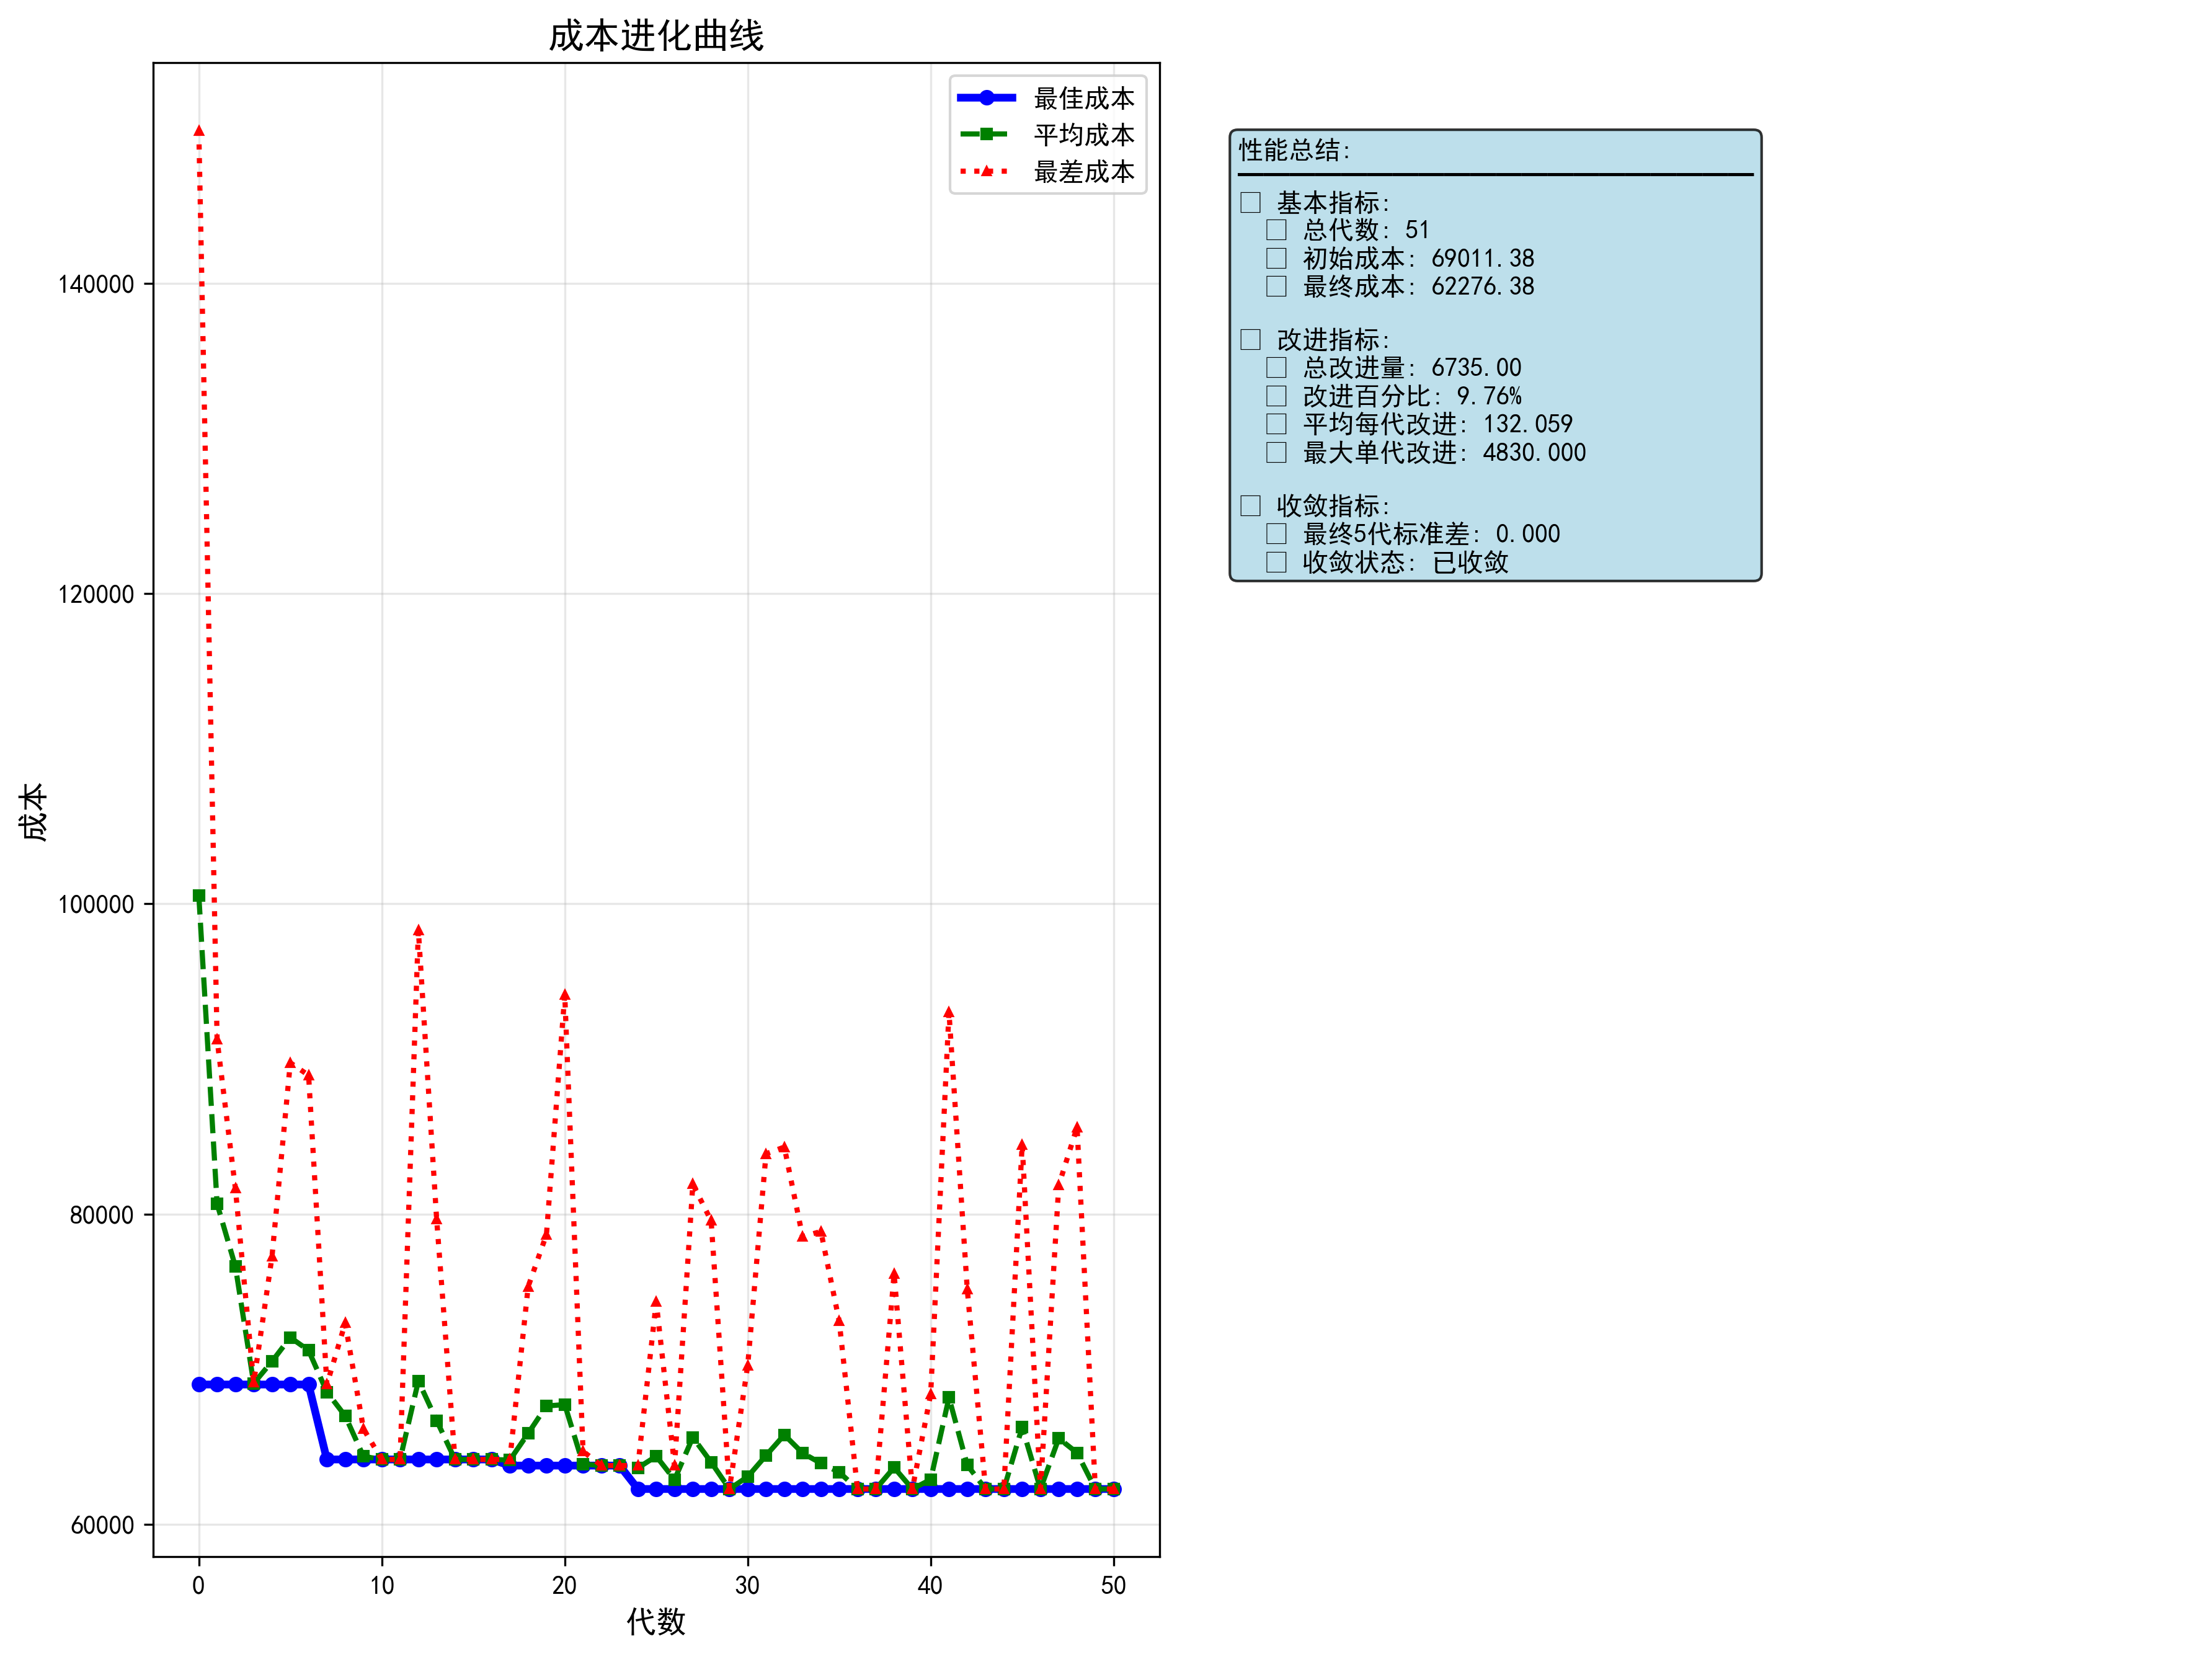 成本进化曲线
最佳成本
平均成本
最差成本
140000
120000
100000
80000
60000
成本
0 10 20 30 40 50
代数
性能总结:
□ 基本指标:
□ 总代数: 51
□ 初始成本: 69011.38
□ 最终成本: 62276.38
□ 改进指标:
□ 总改进量: 6735.00
□ 改进百分比: 9.76%
□ 平均每代改进: 132.059
□ 最大单代改进: 4830.000
□ 收敛指标:
□ 最终5代标准差: 0.000
□ 收敛状态: 已收敛